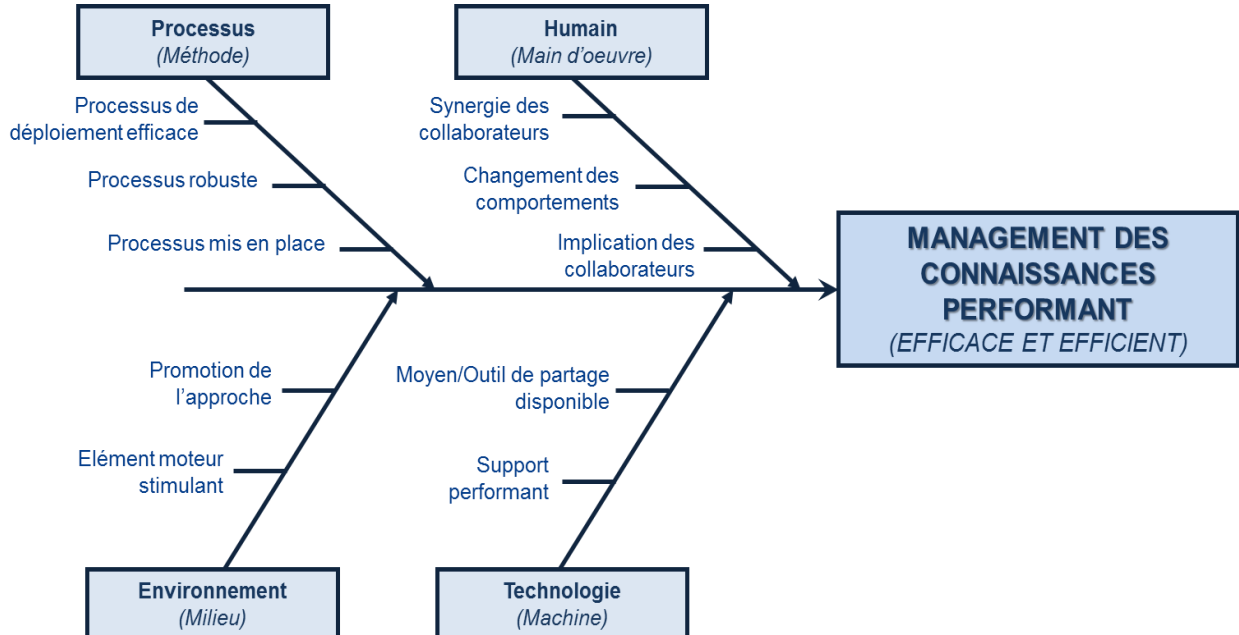 Processus
(Méthode)
Humain
(Main d'oeuvre)
Processus de
déploiement efficace
Processus robuste
Processus mis en place
Synergie des
collaborateurs
Changement des
comportements
Implication des
collaborateurs
MANAGEMENT DES
CONNAISSANCES
PERFORMANT
(EFFICACE ET EFFICIENT)
Promotion de
l'approche
Elément moteur
stimulant
Moyen/Outil de partage
disponible
Support
performant
Environnement
(Milieu)
Technologie
(Machine)